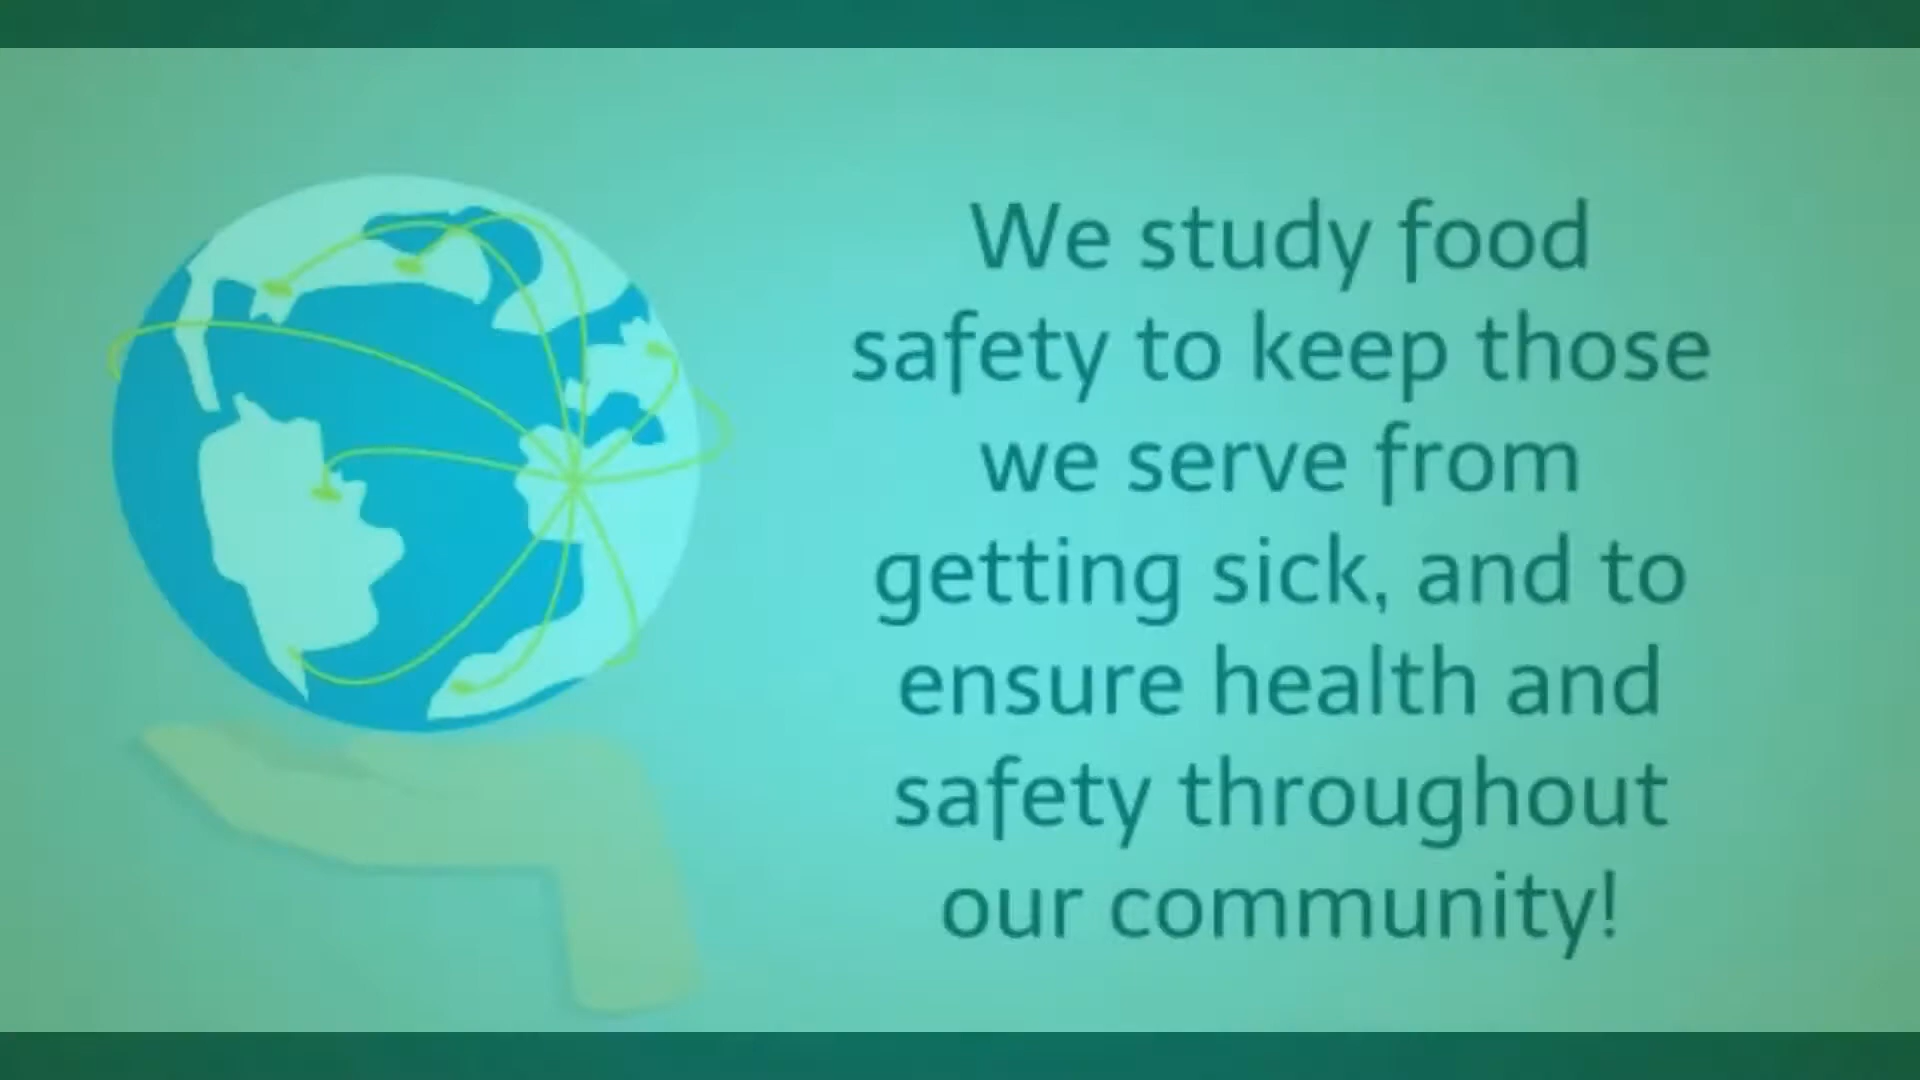 We study food
safety to keep those
we serve from
getting sick, and to
ensure health and
safety throughout
our community!